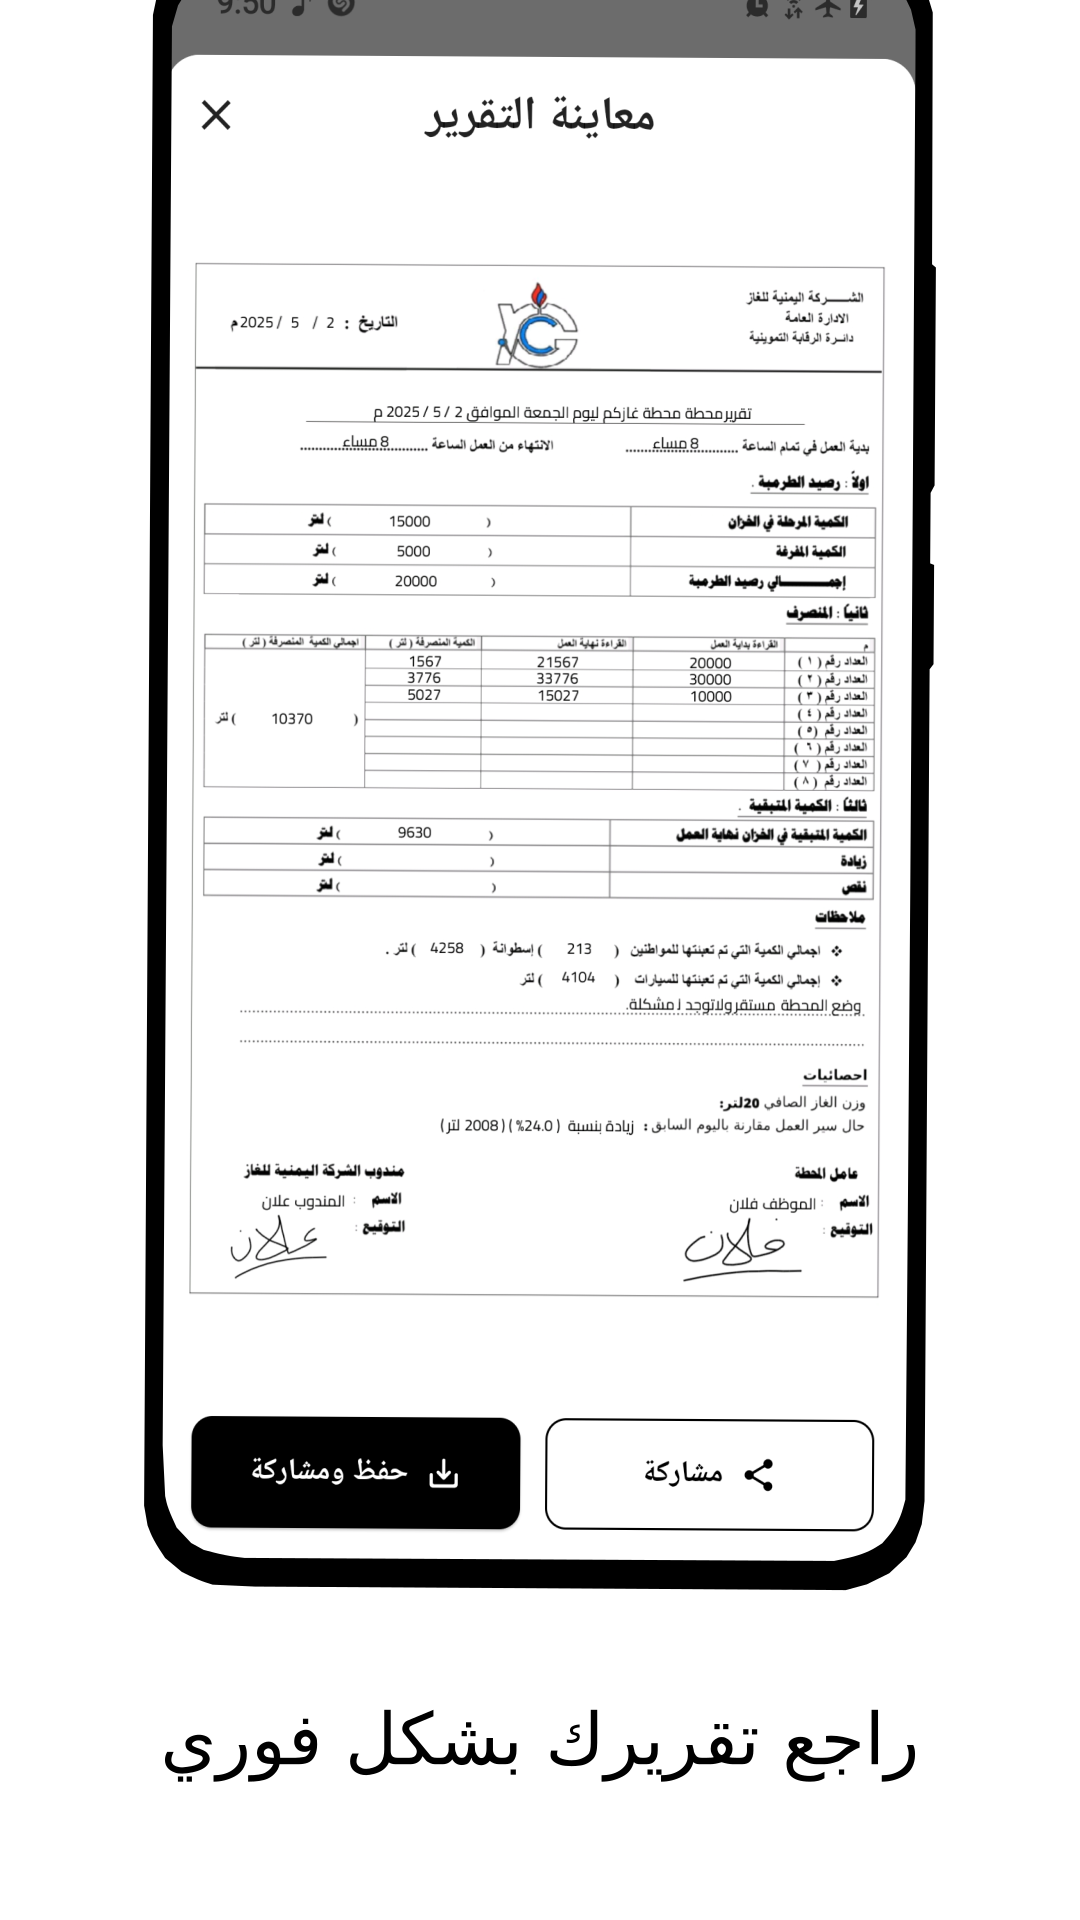 9:50
معاينة التقرير
الشـــركة اليمنية للغاز
الادارة العامة
دائـرة الرقابة التموينية
التاريخ : 2 / 5 / 2025م
تقريرمحطة محطة غازكم ليوم الجمعة الموافق 2 / 5 / 2025 م
بدية العمل في تمام الساعة 8 مساء الانتهاء من العمل الساعة 8 مساء
اولاً : رصيد الطرمبة .
الكمية المرحلة في الخزان ( 15000 ) لتر
الكمية المفرغة ( 5000 ) لتر
إجمــــــالي رصيد الطرمبة ( 20000 ) لتر
ثانياً : المنصرف
م القراءة بداية العمل القراءة نهاية العمل الكمية المنصرفة ( لتر ) اجمالي الكمية المنصرفة ( لتر )
العداد رقم ( ١ ) 20000 21567 1567
العداد رقم ( ٢ ) 30000 33776 3776
العداد رقم ( ٣ ) 10000 15027 5027
العداد رقم ( ٤ ) ( 10370 ) لتر
العداد رقم ( ٥ )
العداد رقم ( ٦ )
العداد رقم ( ٧ )
العداد رقم ( ٨ )
ثالثاً : الكمية المتبقية .
الكمية المتبقية في الخزان نهاية العمل ( 9630 ) لتر
زيادة ( ) لتر
نقص ( ) لتر
ملاحظات
❖ اجمالي الكمية التي تم تعبئتها للمواطنين ( 213 ) إسطوانة ( 4258 ) لتر .
❖ إجمالي الكمية التي تم تعبئتها للسيارات ( 4104 ) لتر
وضع المحطة مستقرولاتوجد أ مشكلة.
احصائيات
وزن الغاز الصافي 20لتر:
حال سير العمل مقارنة باليوم السابق : زيادة بنسبة ( 24.0% ) ( 2008 لتر )
عامل المحطة مندوب الشركة اليمنية للغاز
الاسم : الموظف فلان الاسم : المندوب علان
التوقيع : فلان التوقيع : علان
مشاركة
حفظ ومشاركة
راجع تقريرك بشكل فوري